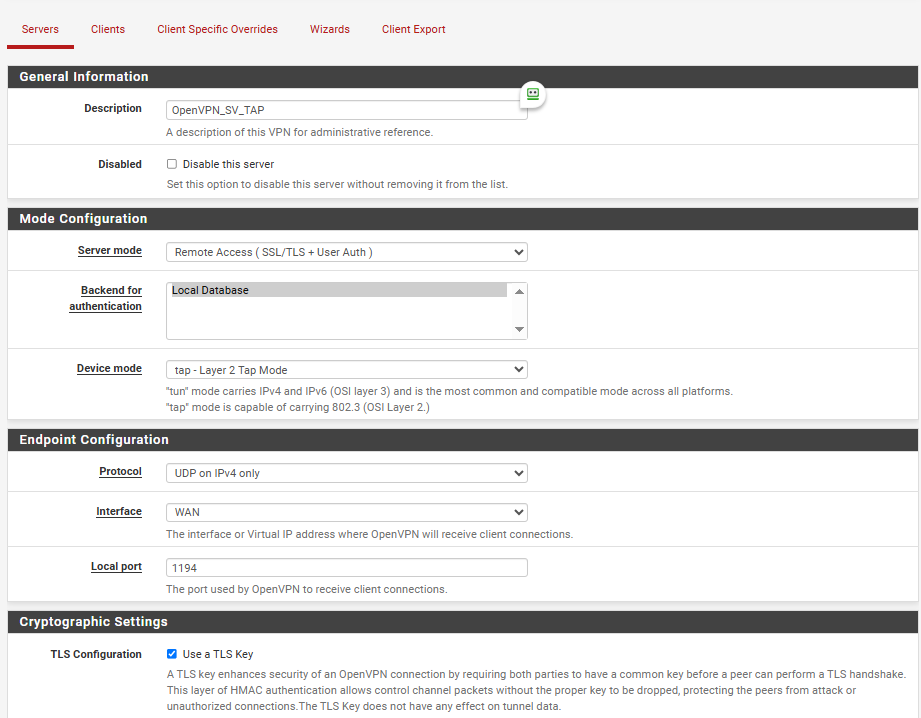 Servers Clients Client Specific Overrides Wizards Client Export
General Information
Description OpenVPN_SV_TAP
A description of this VPN for administrative reference.
Disabled Disable this server
Set this option to disable this server without removing it from the list.
Mode Configuration
Server mode Remote Access ( SSL/TLS + User Auth )
Backend for Local Database
authentication
Device mode tap - Layer 2 Tap Mode
"tun" mode carries IPv4 and IPv6 (OSI layer 3) and is the most common and compatible mode across all platforms.
"tap" mode is capable of carrying 802.3 (OSI Layer 2.)
Endpoint Configuration
Protocol UDP on IPv4 only
Interface WAN
The interface or Virtual IP address where OpenVPN will receive client connections.
Local port 1194
The port used by OpenVPN to receive client connections.
Cryptographic Settings
TLS Configuration Use a TLS Key
A TLS key enhances security of an OpenVPN connection by requiring both parties to have a common key before a peer can perform a TLS handshake.
This layer of HMAC authentication allows control channel packets without the proper key to be dropped, protecting the peers from attack or
unauthorized connections.The TLS Key does not have any effect on tunnel data.